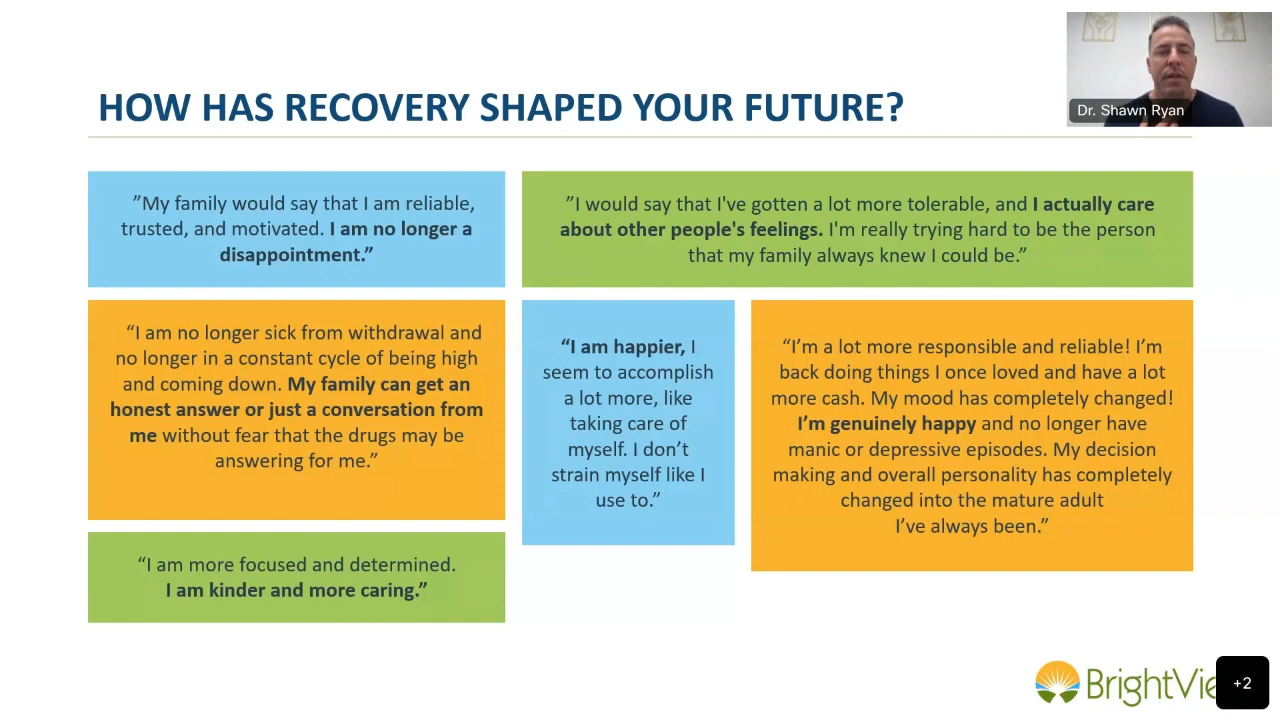 HOW HAS RECOVERY SHAPED YOUR FUTURE?
Dr. Shawn Ryan
”My family would say that I am reliable,
trusted, and motivated. I am no longer a
disappointment.”
”I would say that I've gotten a lot more tolerable, and I actually care
about other people's feelings. I'm really trying hard to be the person
that my family always knew I could be.”
“I am no longer sick from withdrawal and
no longer in a constant cycle of being high
and coming down. My family can get an
honest answer or just a conversation from
me without fear that the drugs may be
answering for me.”
“I am happier, I
seem to accomplish
a lot more, like
taking care of
myself. I don’t
strain myself like I
use to.”
“I’m a lot more responsible and reliable! I’m
back doing things I once loved and have a lot
more cash. My mood has completely changed!
I’m genuinely happy and no longer have
manic or depressive episodes. My decision
making and overall personality has completely
changed into the mature adult
I’ve always been.”
“I am more focused and determined.
I am kinder and more caring.”
BrightVie
+2